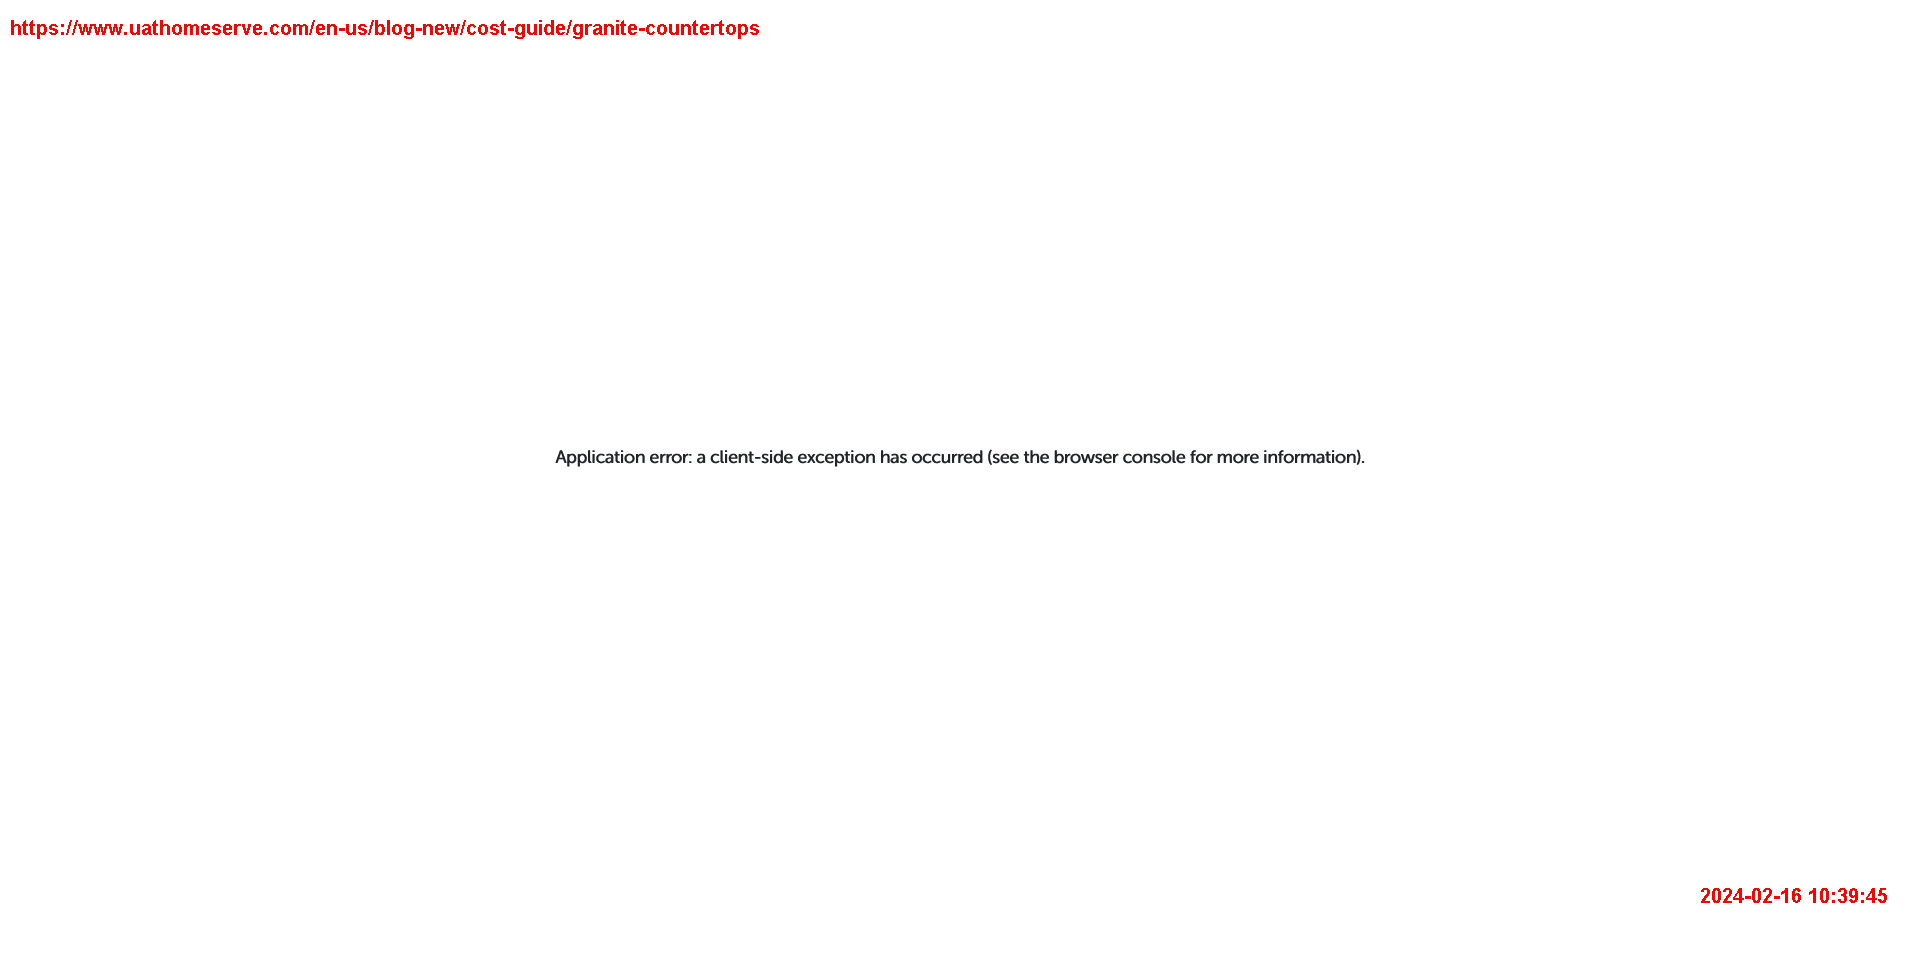 https://www.uathomeserve.com/en-us/blog-new/cost-guide/granite-countertops
Application error: a client-side exception has occurred (see the browser console for more information).
2024-02-16 10:39:45